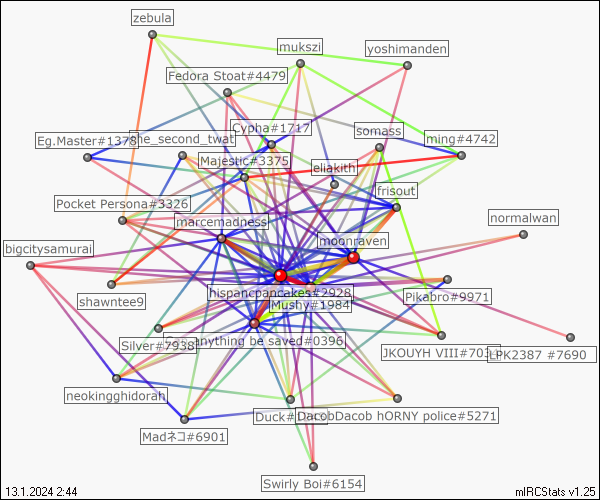 zebula
mukszi
yoshimanden
Fedora Stoat#4479
Cypha#1717
somass
Eg.Master#1378
he_second_twat
ming#4742
Majestic#3375
eliakith
frisout
Pocket Persona#3326
marcemadness
normalwan
moonraven
bigcitysamurai
hispanicpancakes#2928
shawntee9
Mushy#1984
Pikabro#9971
Silver#7938
anything be saved#0396
JKOUYH VIII#703
LPK2387 #7690
neokingghidorah
Duck#
DacobDacob hORNY police#5271
Madネコ#6901
Swirly Boi#6154
13.1.2024 2:44
mIRCStats v1.25